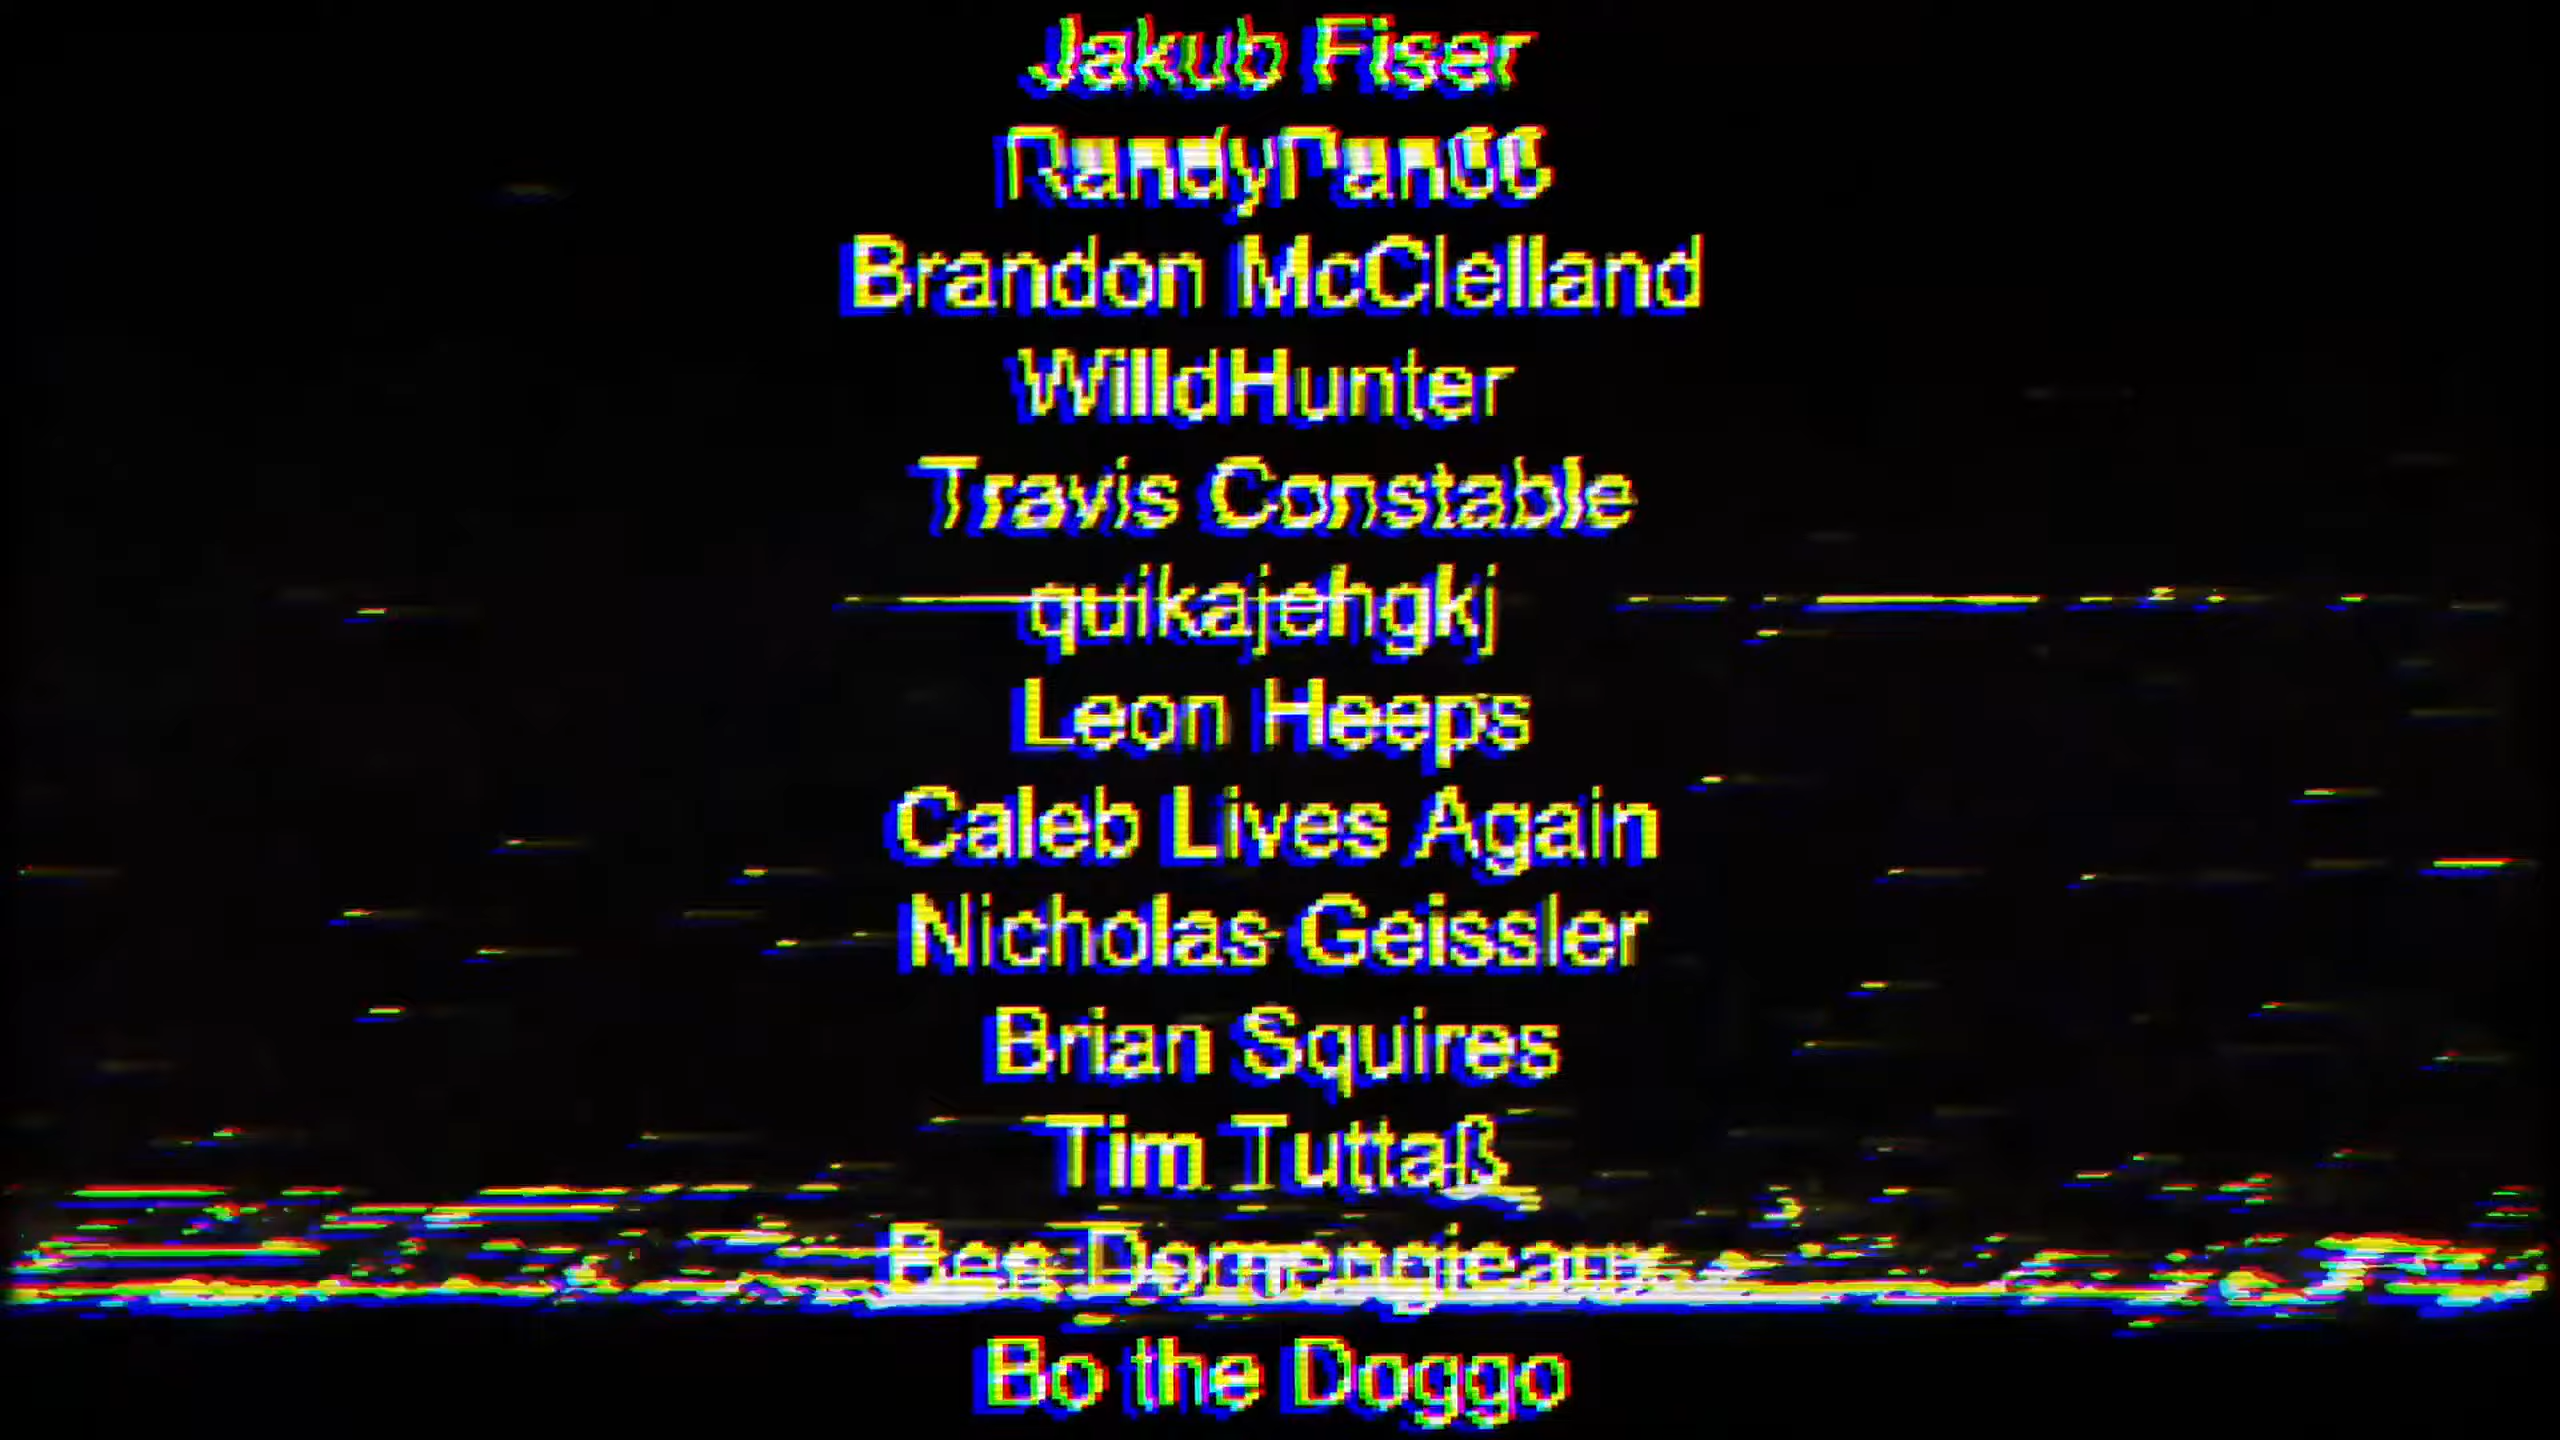 Jakub Fiser
Brandon McClelland
WilldHunter
Travis Constable
quikajehgkj
Leon Heeps
Caleb Lives Again
Nicholas Geissler
Brian Squires
Tim Tuttaß
Bo the Doggo